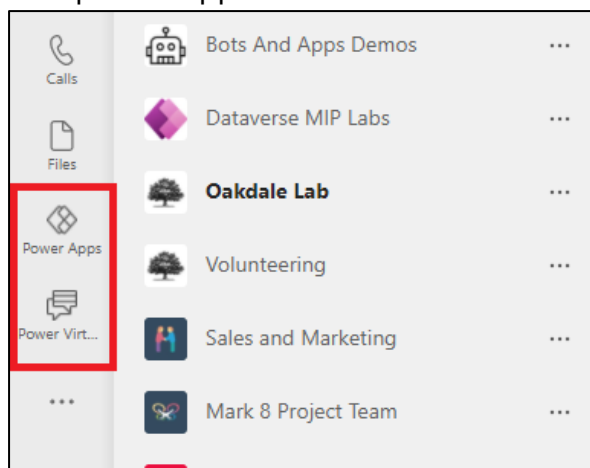 Calls
Files
Power Apps
Power Virt...
...
Bots And Apps Demos ...
Dataverse MIP Labs ...
Oakdale Lab ...
Volunteering ...
Sales and Marketing ...
Mark 8 Project Team ...